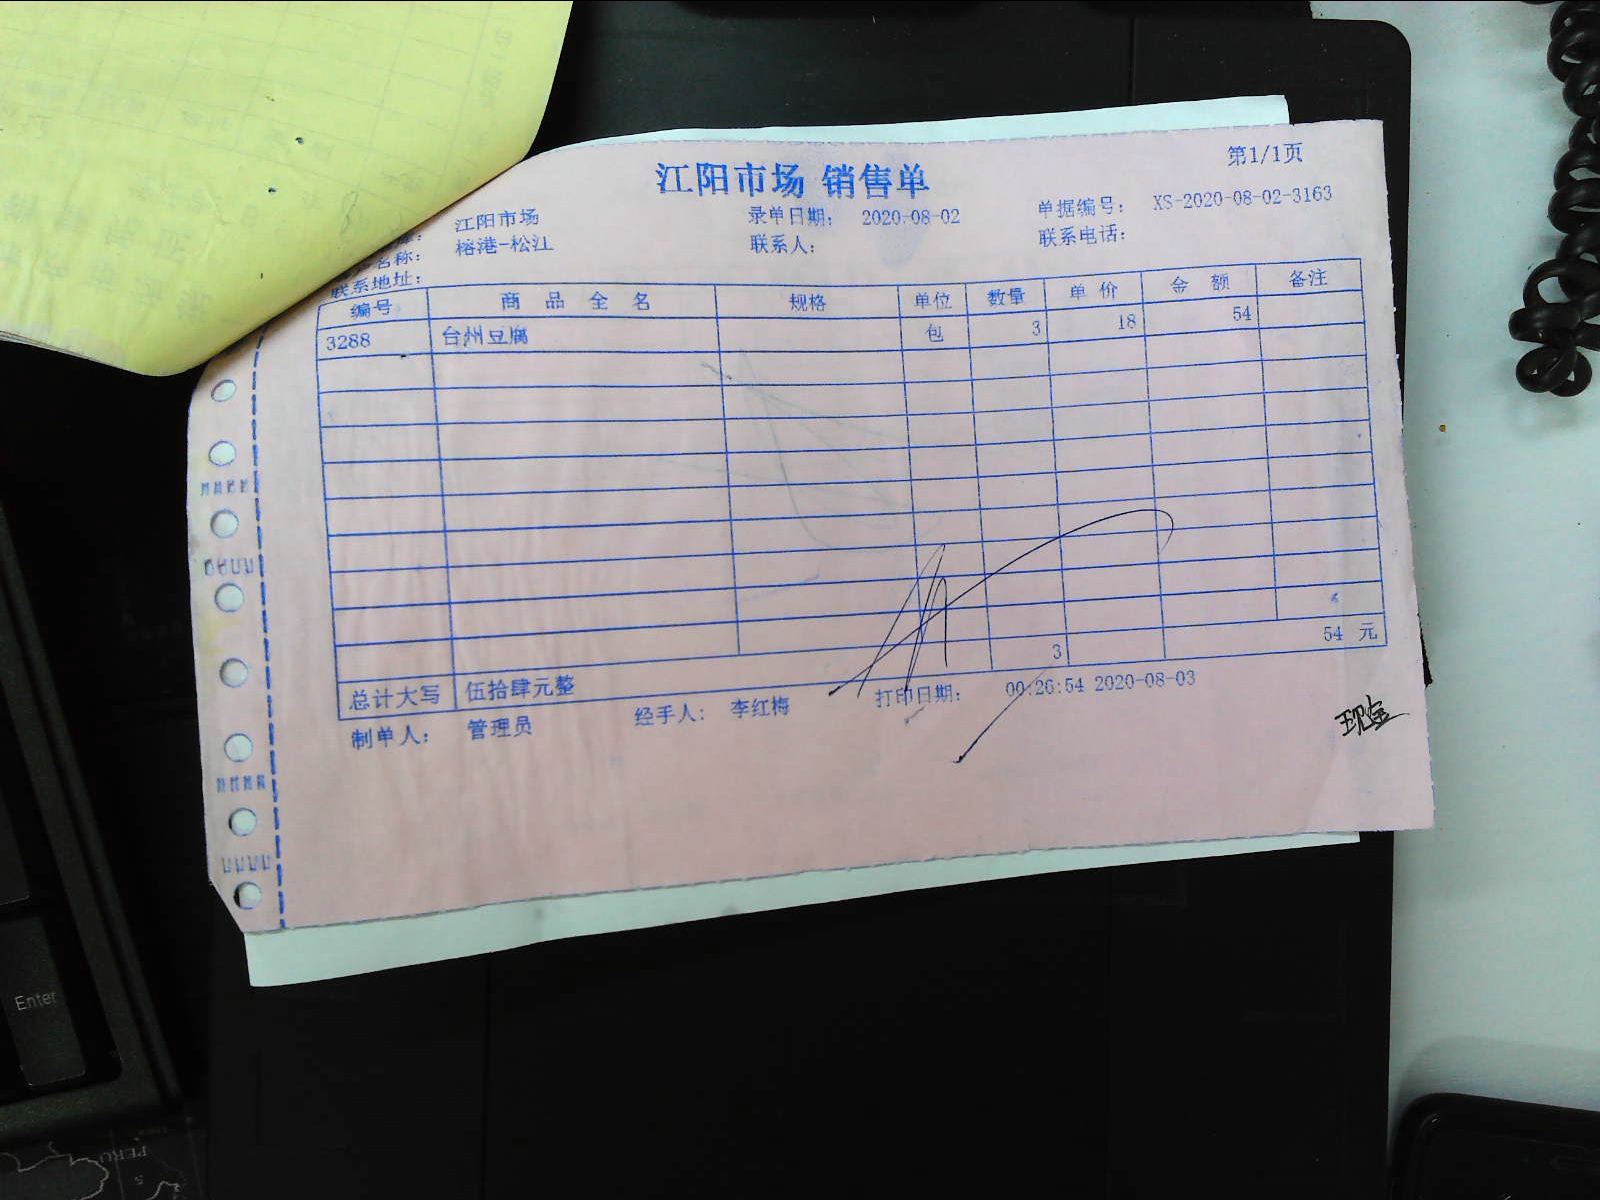 第1/1页
江阳市场 销售单
江阳市场 录单日期: 2020-08-02 单据编号: XS-2020-08-02-3163
名称: 榕港-松江 联系人: 联系电话:
联系地址:
编号 商品全名 规格 单位 数量 单价 金额 备注
3288 台州豆腐 包 3 18 54
总计大写 伍拾肆元整 3 54 元
制单人: 管理员 经手人: 李红梅 打印日期: 00:26:54 2020-08-03
Enter
PERU